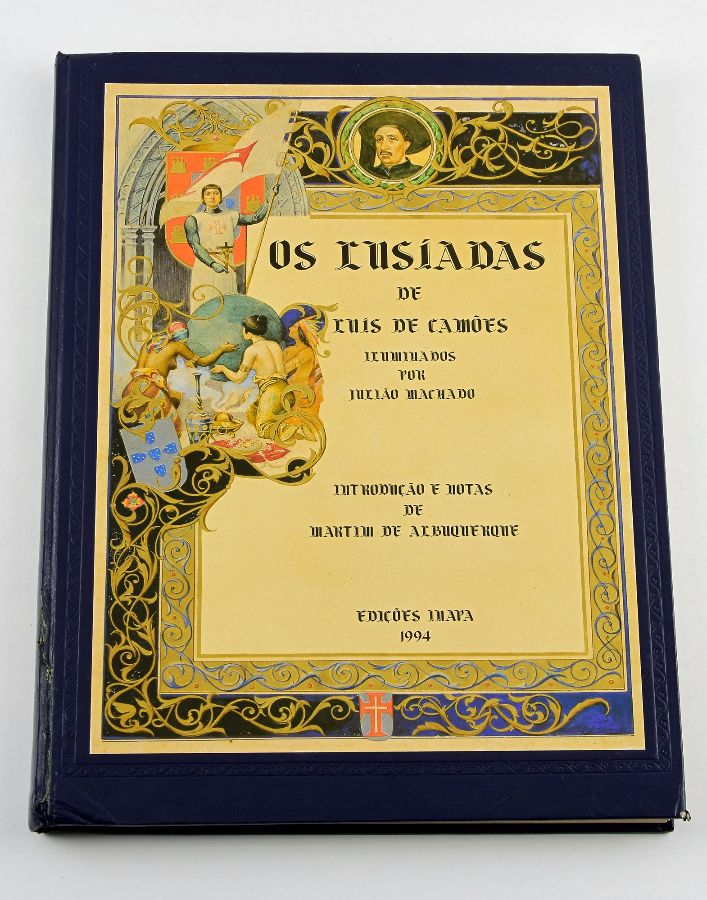 OS LUSÍADAS
DE
LUÍS DE CAMÕES
ILUMINADOS
POR
JULIÃO MACHADO
INTRODUÇÃO E NOTAS
DE
MARTIM DE ALBUQUERQUE
EDIÇÕES INAPA
1994